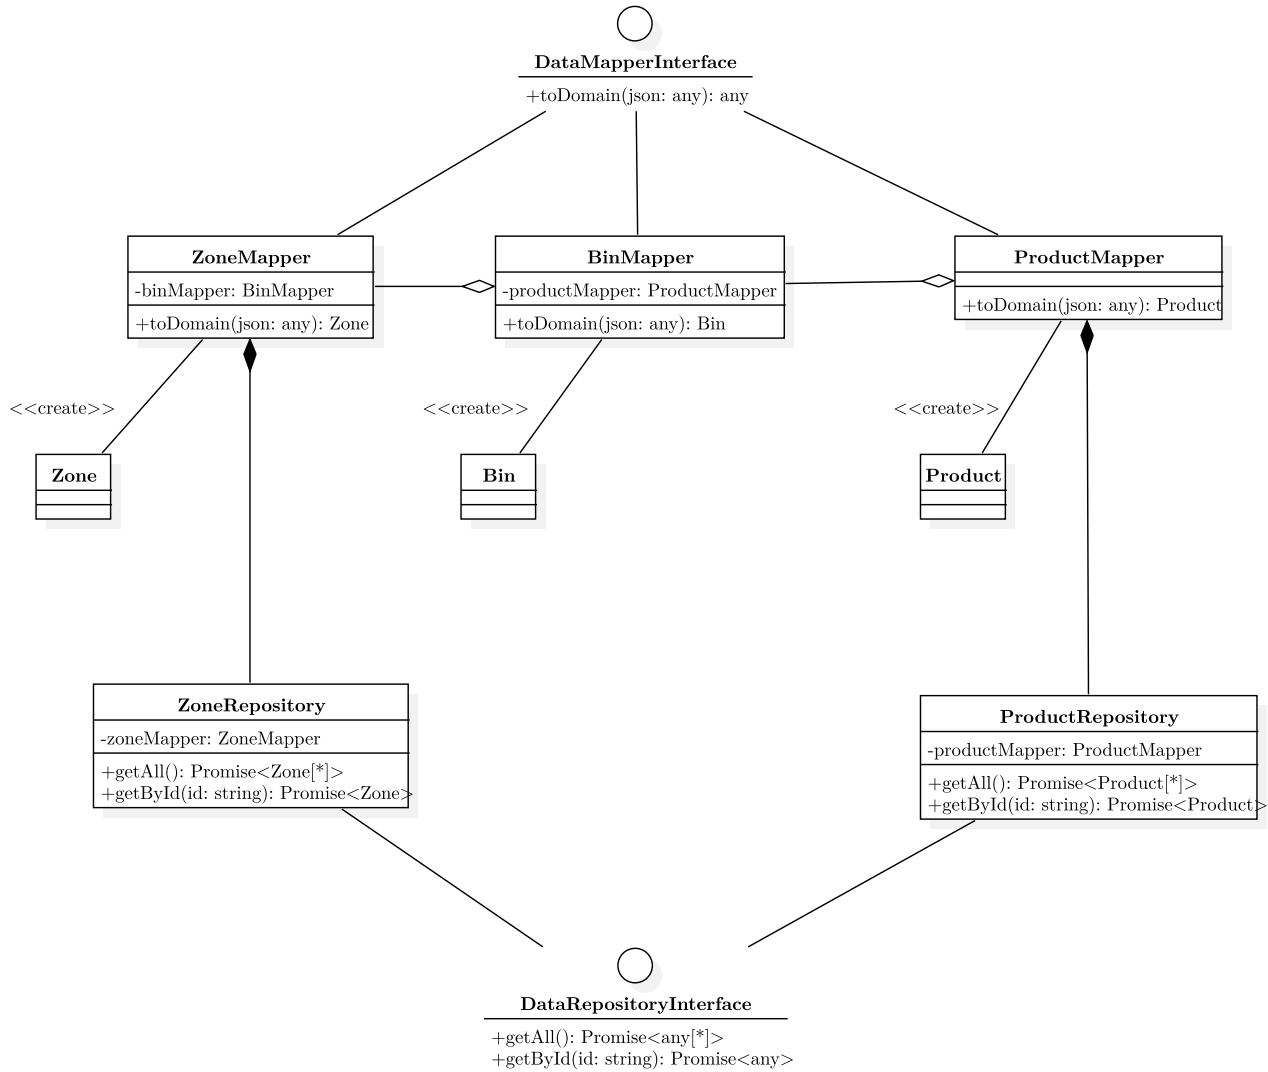 DataMapperInterface
+toDomain(json: any): any
ZoneMapper
-binMapper: BinMapper
+toDomain(json: any): Zone
BinMapper
-productMapper: ProductMapper
+toDomain(json: any): Bin
ProductMapper
+toDomain(json: any): Product
<<create>>
<<create>>
<<create>>
Zone
Bin
Product
ZoneRepository
-zoneMapper: ZoneMapper
+getAll(): Promise<Zone[*]>
+getById(id: string): Promise<Zone>
ProductRepository
-productMapper: ProductMapper
+getAll(): Promise<Product[*]>
+getById(id: string): Promise<Product>
DataRepositoryInterface
+getAll(): Promise<any[*]>
+getById(id: string): Promise<any>